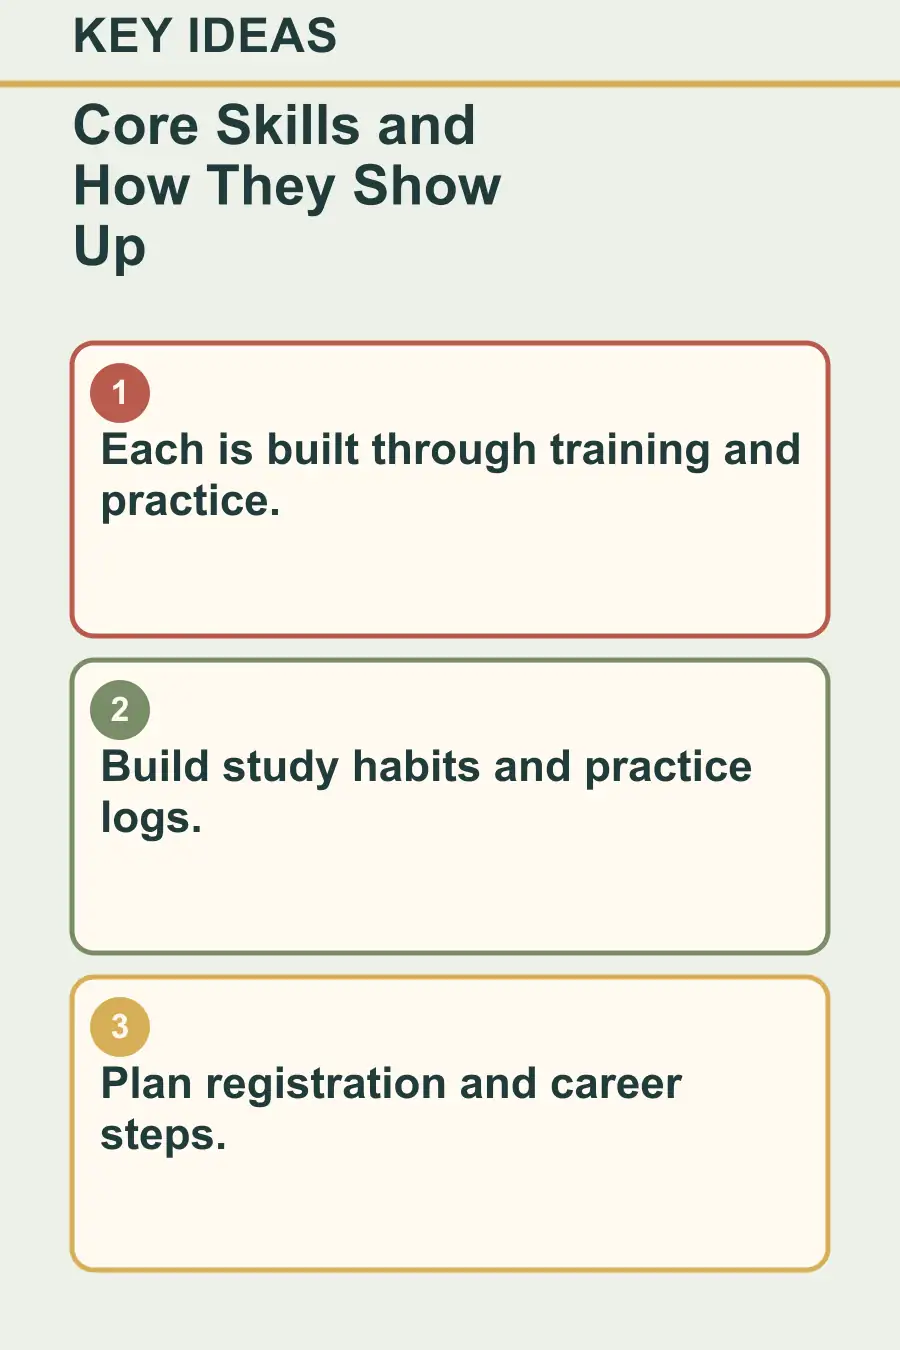 KEY IDEAS
Core Skills and
How They Show
Up
1
Each is built through training and
practice.
2
Build study habits and practice
logs.
3
Plan registration and career
steps.